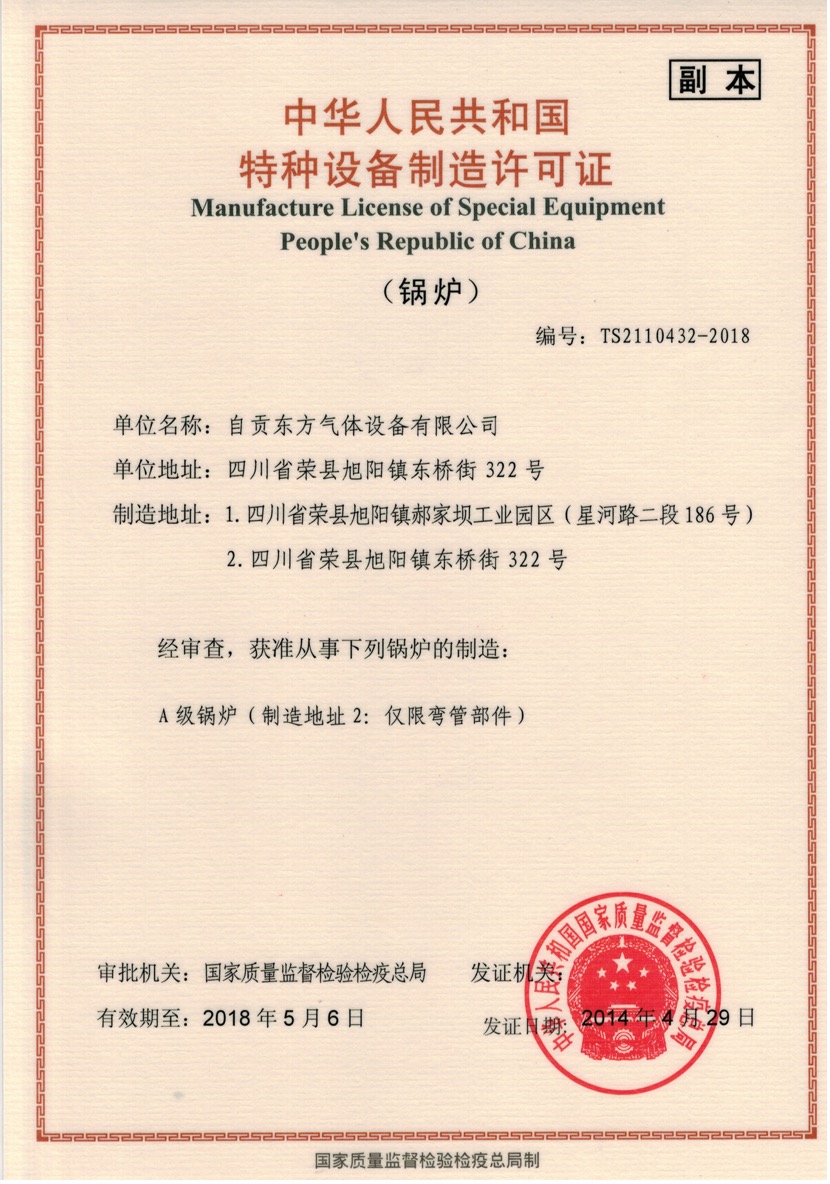 副 本
中华人民共和国
特种设备制造许可证
Manufacture License of Special Equipment
People's Republic of China
（锅炉）
编号：TS2110432-2018
单位名称：自贡东方气体设备有限公司
单位地址：四川省荣县旭阳镇东桥街 322 号
制造地址：1.四川省荣县旭阳镇郝家坝工业园区（星河路二段186号）
2.四川省荣县旭阳镇东桥街 322 号
经审查，获准从事下列锅炉的制造：
A 级锅炉（制造地址 2：仅限弯管部件）
审批机关：国家质量监督检验检疫总局
发证机关：
中华人民共和国国家质量监督检验检疫总局
有效期至：2018 年 5 月 6 日
发证日期：2014 年 4 月 29 日
国家质量监督检验检疫总局制